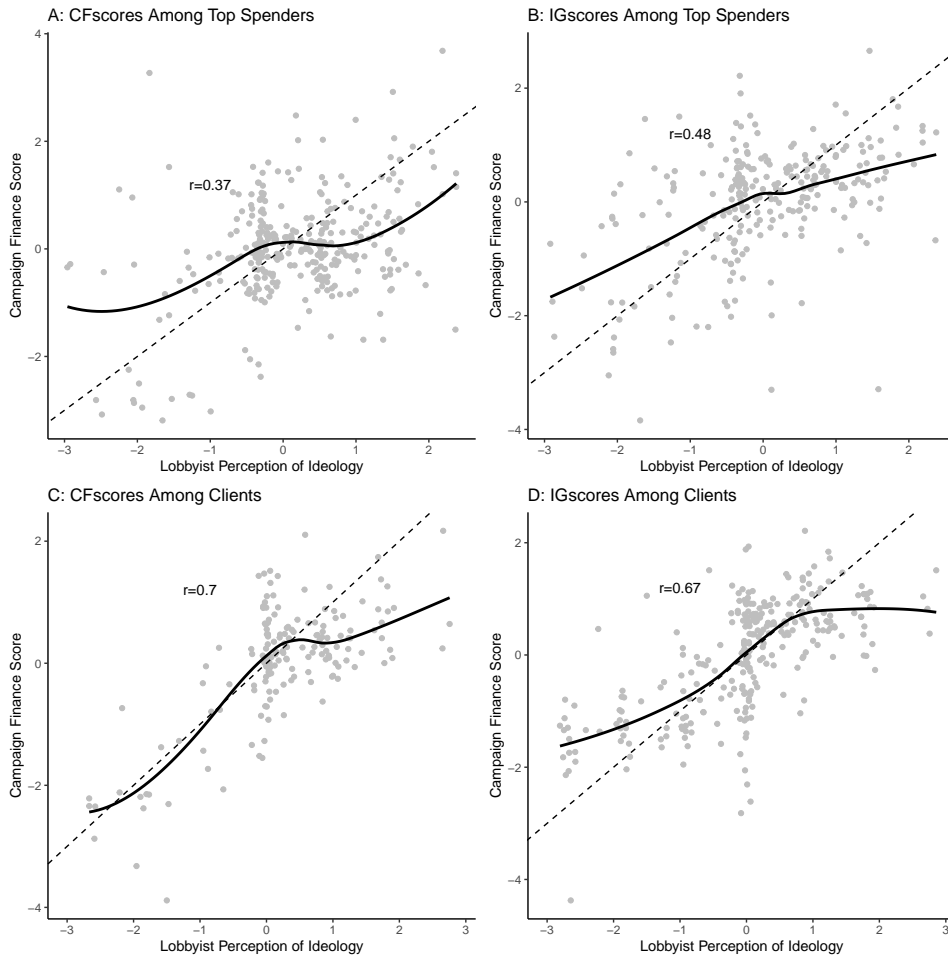 A: CFscores Among Top Spenders
4
2
0
−2
−3
−2
−1
0
1
2
r=0.37
Campaign Finance Score
Lobbyist Perception of Ideology
B: IGscores Among Top Spenders
2
0
−2
−4
−3
−2
−1
0
1
2
r=0.48
Campaign Finance Score
Lobbyist Perception of Ideology
C: CFscores Among Clients
2
0
−2
−4
−3
−2
−1
0
1
2
3
r=0.7
Campaign Finance Score
Lobbyist Perception of Ideology
D: IGscores Among Clients
2
0
−2
−4
−3
−2
−1
0
1
2
3
r=0.67
Campaign Finance Score
Lobbyist Perception of Ideology